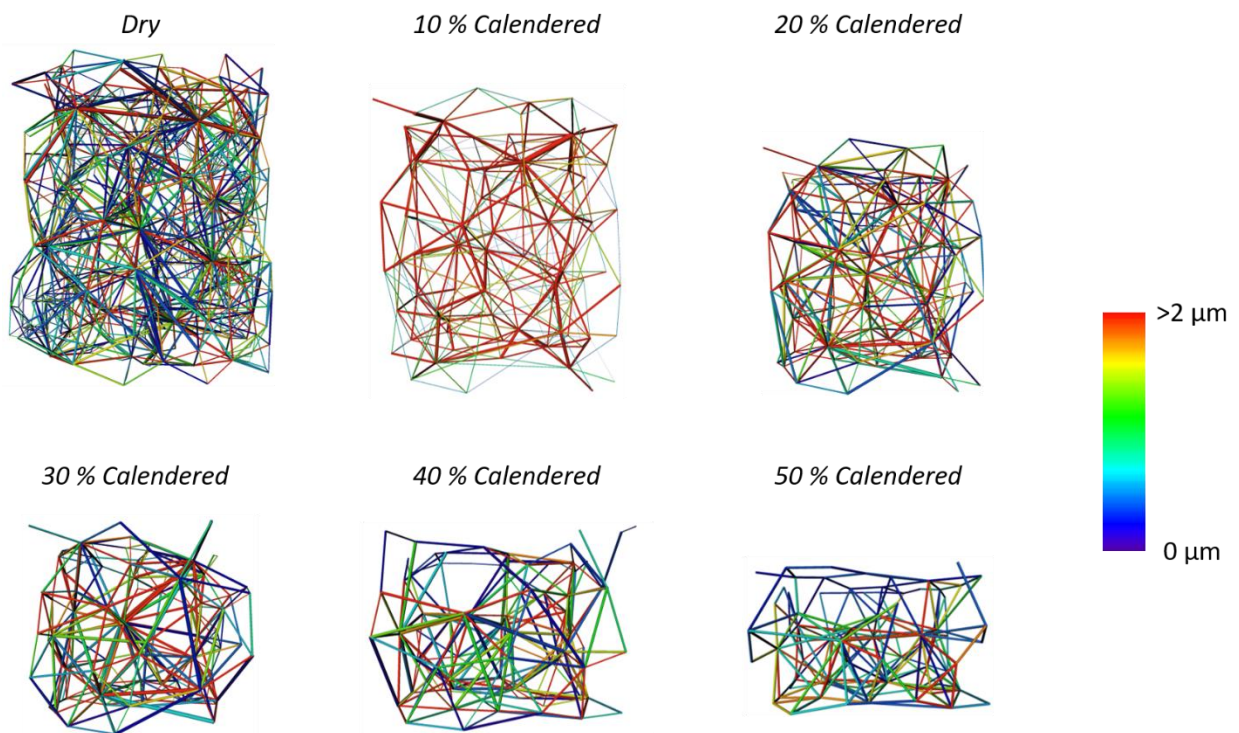 Dry
10 % Calendered
20 % Calendered
>2 µm
0 µm
30 % Calendered
40 % Calendered
50 % Calendered